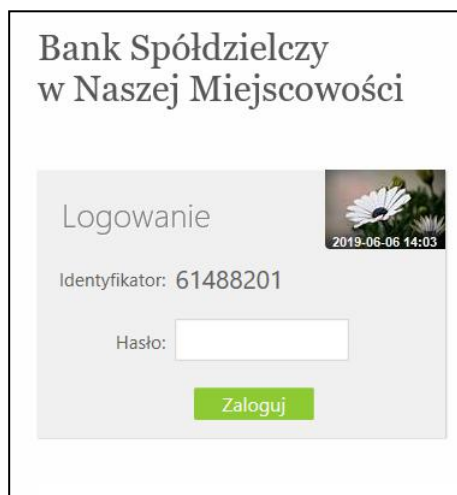 Bank Spółdzielczy
w Naszej Miejscowości
Logowanie
2019-06-06 14:03
Identyfikator: 61488201
Hasło:
Zaloguj